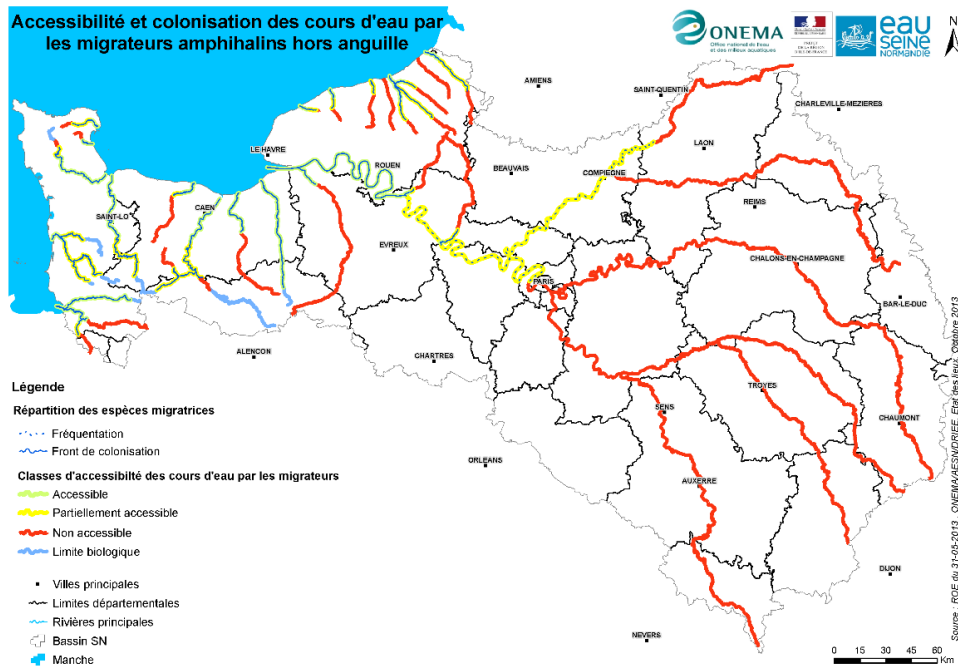 Accessibilité et colonisation des cours d'eau par
les migrateurs amphihalins hors anguille
ONEMA
Office national de l'eau
et des milieux aquatiques
eau
SEINE
NORMANDIE
N
AMIENS
SAINT-QUENTIN
CHARLEVILLE-MEZIERES
LE HAVRE
ROUEN
BEAUVAIS
COMPIEGNE
LAON
REIMS
SAINT-LO
CAEN
EVREUX
CHALONS-EN-CHAMPAGNE
PARIS
BAR-LE-DUC
ALENCON
CHARTRES
TROYES
SENS
CHAUMONT
ORLEANS
AUXERRE
DIJON
NEVERS
Légende
Répartition des espèces migratrices
Fréquentation
Front de colonisation
Classes d'accessibilté des cours d'eau par les migrateurs
Accessible
Partiellement accessible
Non accessible
Limite biologique
Villes principales
Limites départementales
Rivières principales
Bassin SN
Manche
0 15 30 45 60
Km
Source : ROE du 31-05-2013 . ONEMA/AESN/DRIEE. Etat des lieux, Octobre 2013